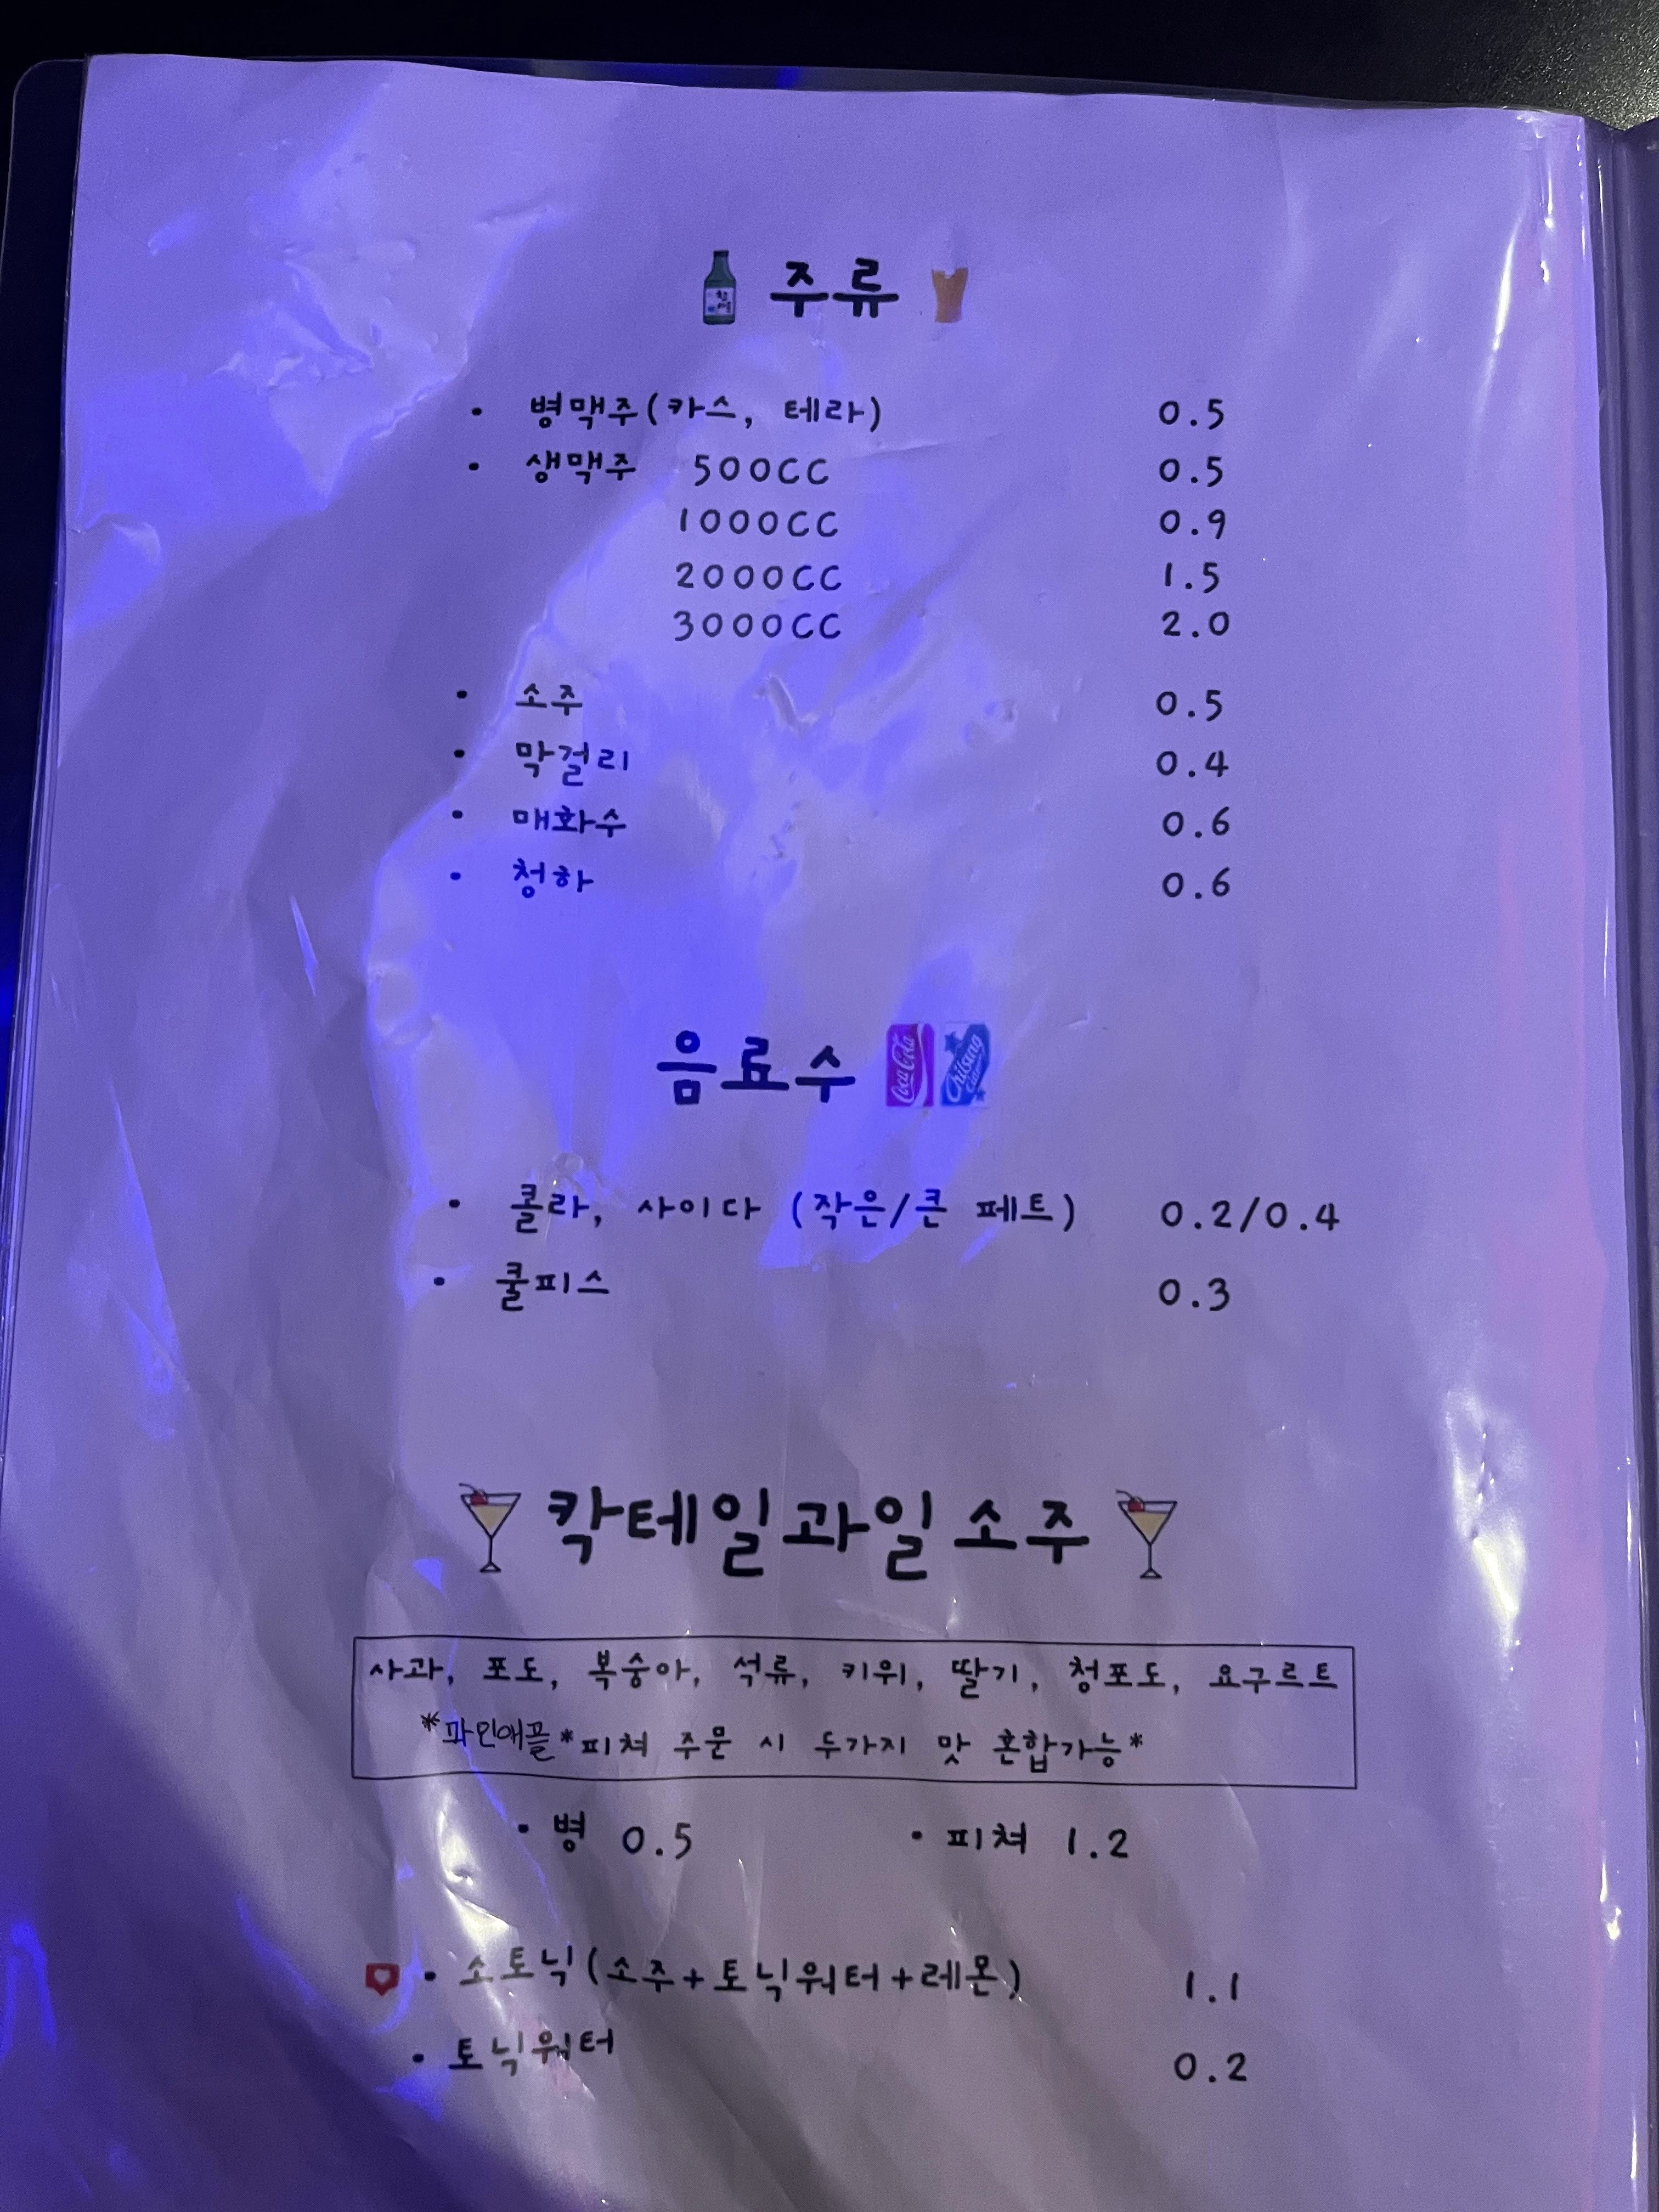 주류
• 병맥주(카스, 테라) 0.5
• 생맥주 500CC 0.5
1000CC 0.9
2000CC 1.5
3000CC 2.0
• 소주 0.5
• 막걸리 0.4
• 매화수 0.6
• 청하 0.6
음료수
Coca Cola Chilsung
• 콜라, 사이다 (작은/큰 페트) 0.2/0.4
• 쿨피스 0.3
칵테일과일소주
사과, 포도, 복숭아, 석류, 키위, 딸기, 청포도, 요구르트
*파인애플*피쳐 주문 시 두가지 맛 혼합가능*
• 병 0.5 • 피쳐 1.2
• 소토닉(소주+토닉워터+레몬) 1.1
• 토닉워터 0.2